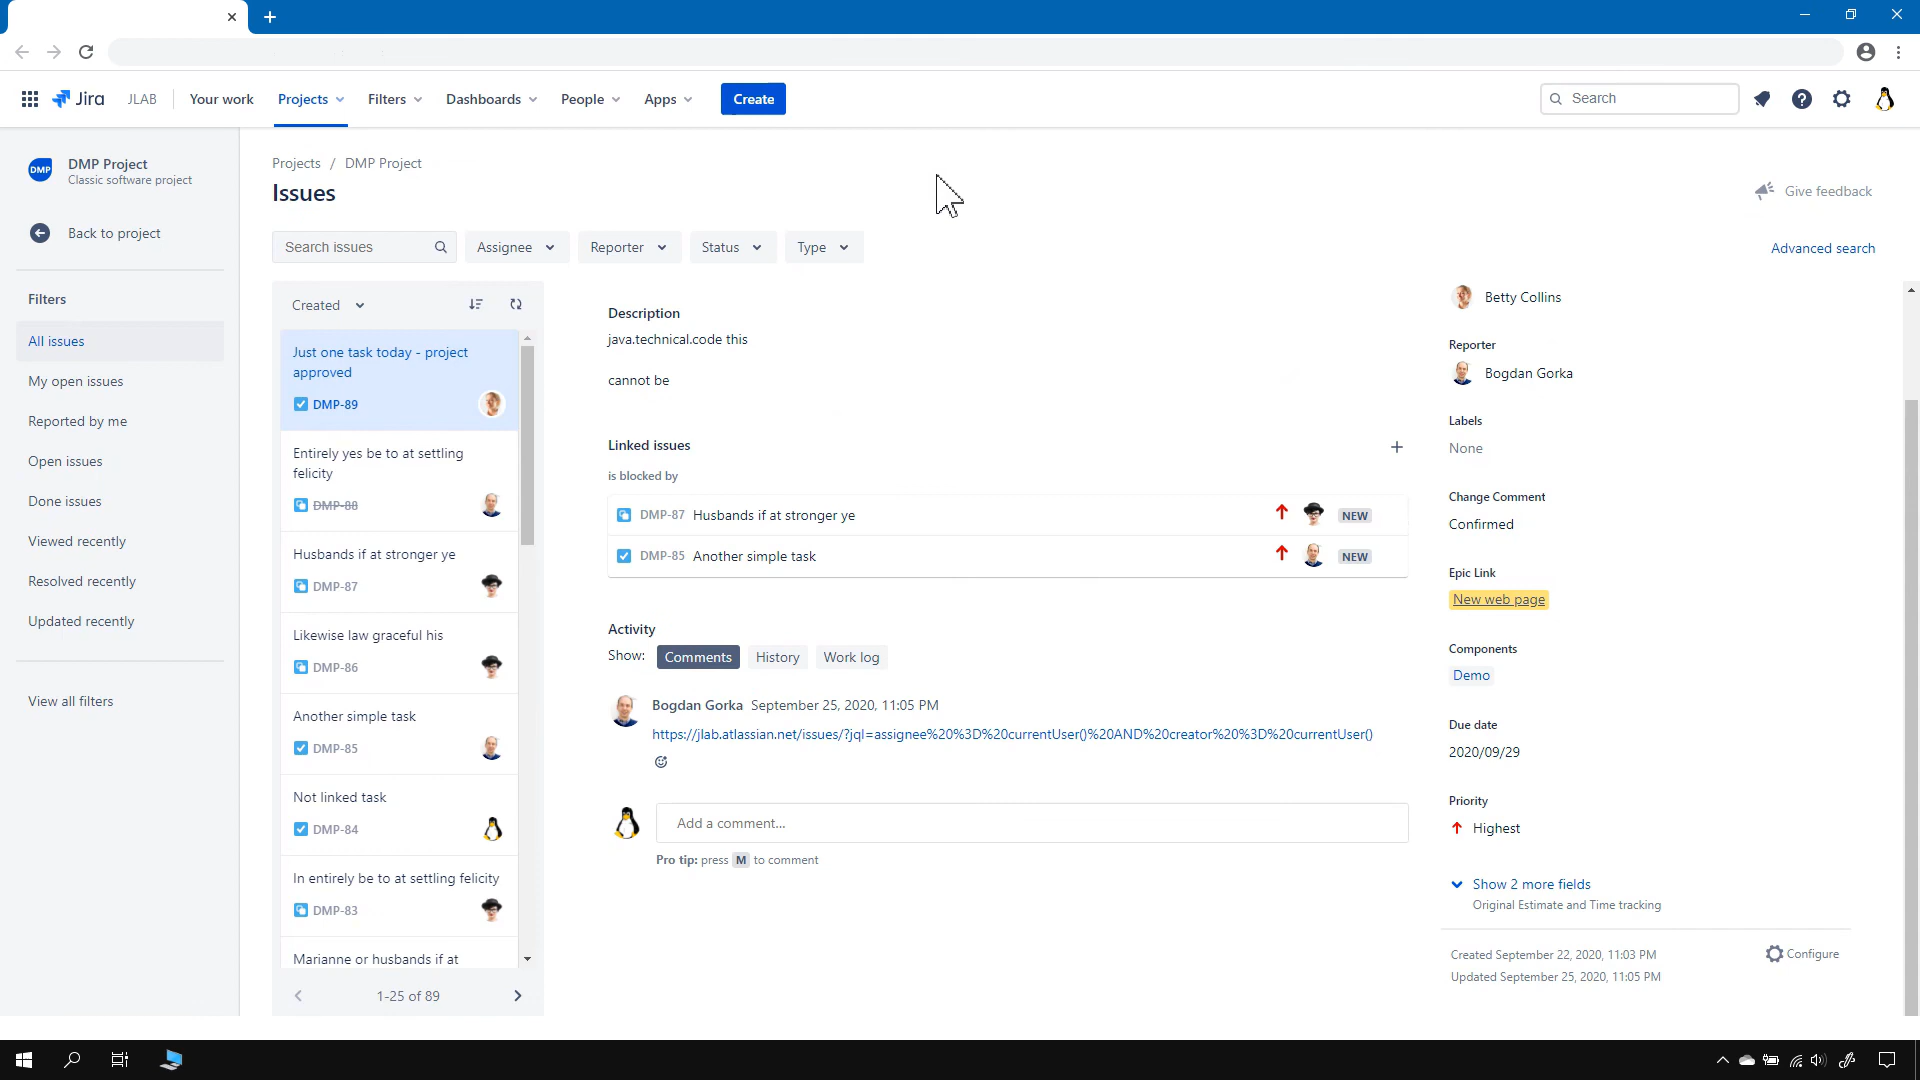 Jira
JLAB
Your work
Projects
Filters
Dashboards
People
Apps
Create
Search
DMP
DMP Project
Classic software project
Back to project
Filters
All issues
My open issues
Reported by me
Open issues
Done issues
Viewed recently
Resolved recently
Updated recently
View all filters
Projects / DMP Project
Issues
Give feedback
Search issues
Assignee
Reporter
Status
Type
Advanced search
Created
Just one task today - project
approved
DMP-89
Entirely yes be to at settling
felicity
DMP-88
Husbands if at stronger ye
DMP-87
Likewise law graceful his
DMP-86
Another simple task
DMP-85
Not linked task
DMP-84
In entirely be to at settling felicity
DMP-83
Marianne or husbands if at
1-25 of 89
Description
java.technical.code this
cannot be
Linked issues
is blocked by
DMP-87 Husbands if at stronger ye NEW
DMP-85 Another simple task NEW
Activity
Show: Comments History Work log
Bogdan Gorka September 25, 2020, 11:05 PM
https://jlab.atlassian.net/issues/?jql=assignee%20%3D%20currentUser()%20AND%20creator%20%3D%20currentUser()
Add a comment...
Pro tip: press M to comment
Betty Collins
Reporter
Bogdan Gorka
Labels
None
Change Comment
Confirmed
Epic Link
New web page
Components
Demo
Due date
2020/09/29
Priority
Highest
Show 2 more fields
Original Estimate and Time tracking
Created September 22, 2020, 11:03 PM
Updated September 25, 2020, 11:05 PM
Configure